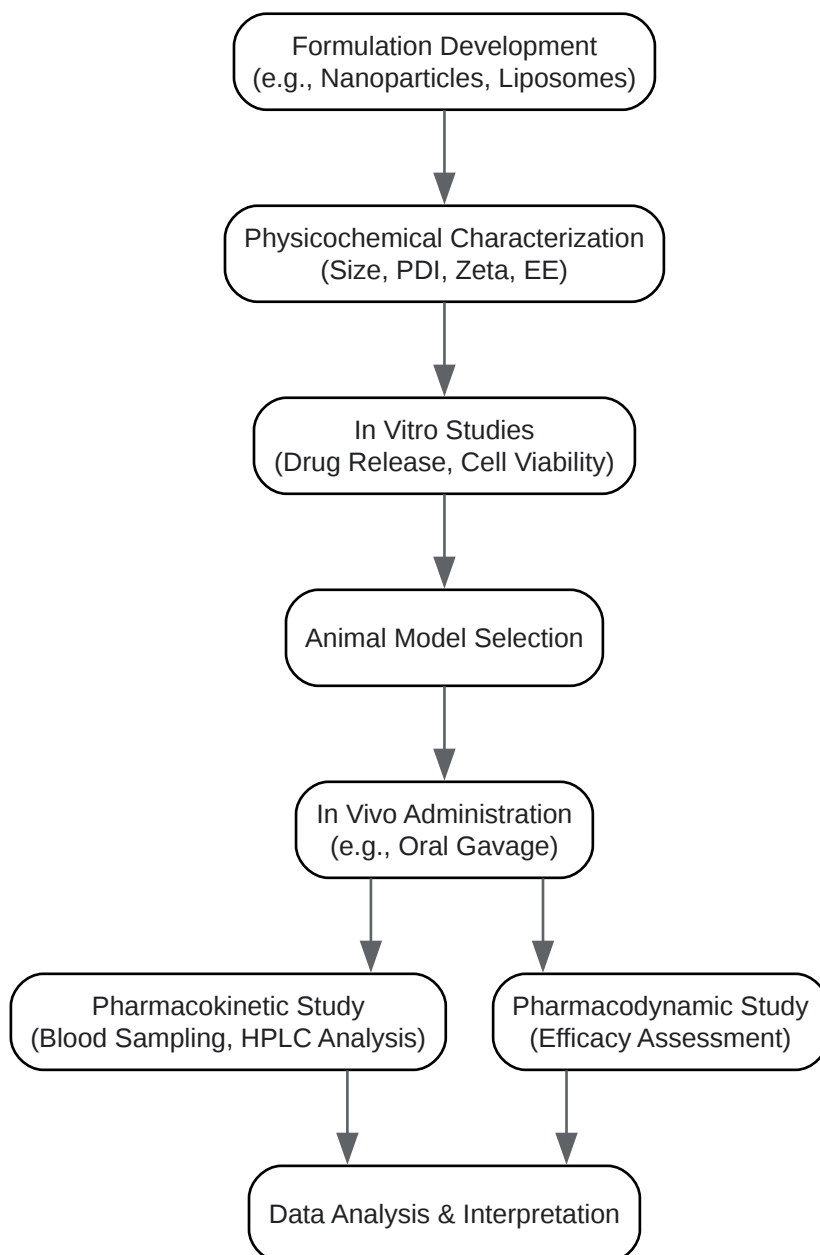 Formulation Development
(e.g., Nanoparticles, Liposomes)
Physicochemical Characterization
(Size, PDI, Zeta, EE)
In Vitro Studies
(Drug Release, Cell Viability)
Animal Model Selection
In Vivo Administration
(e.g., Oral Gavage)
Pharmacokinetic Study
(Blood Sampling, HPLC Analysis)
Pharmacodynamic Study
(Efficacy Assessment)
Data Analysis & Interpretation